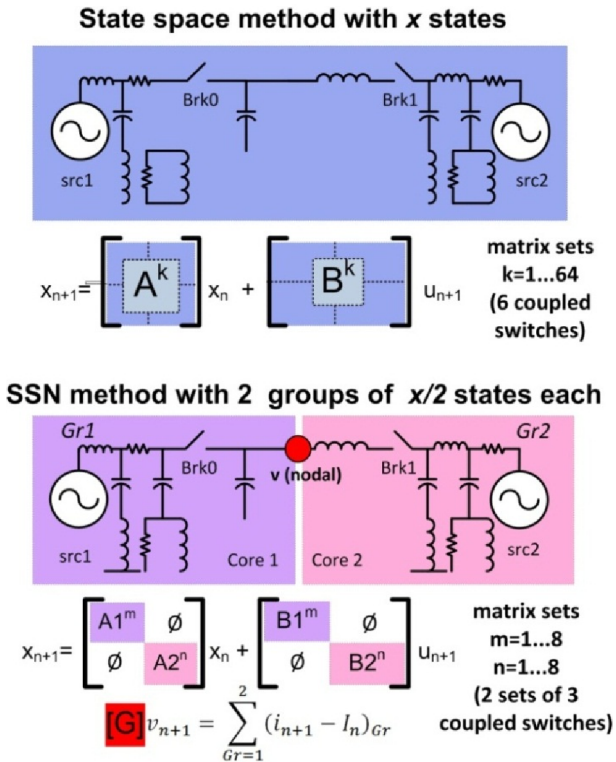 State space method with x states
Brk0
Brk1
src1
src2
xₙ₊₁= [Aᵏ] xₙ + [Bᵏ] uₙ₊₁
matrix sets
k=1...64
(6 coupled
switches)
SSN method with 2 groups of x/2 states each
Gr1
Gr2
Brk0
v (nodal)
Brk1
src1
Core 1
Core 2
src2
xₙ₊₁= [A1ᵐ ∅
∅ A2ⁿ] xₙ + [B1ᵐ ∅
∅ B2ⁿ] uₙ₊₁
matrix sets
m=1...8
n=1...8
(2 sets of 3
coupled switches)
[G]vₙ₊₁ = ∑ Gr=1 2 (iₙ₊₁ − Iₙ)Gr